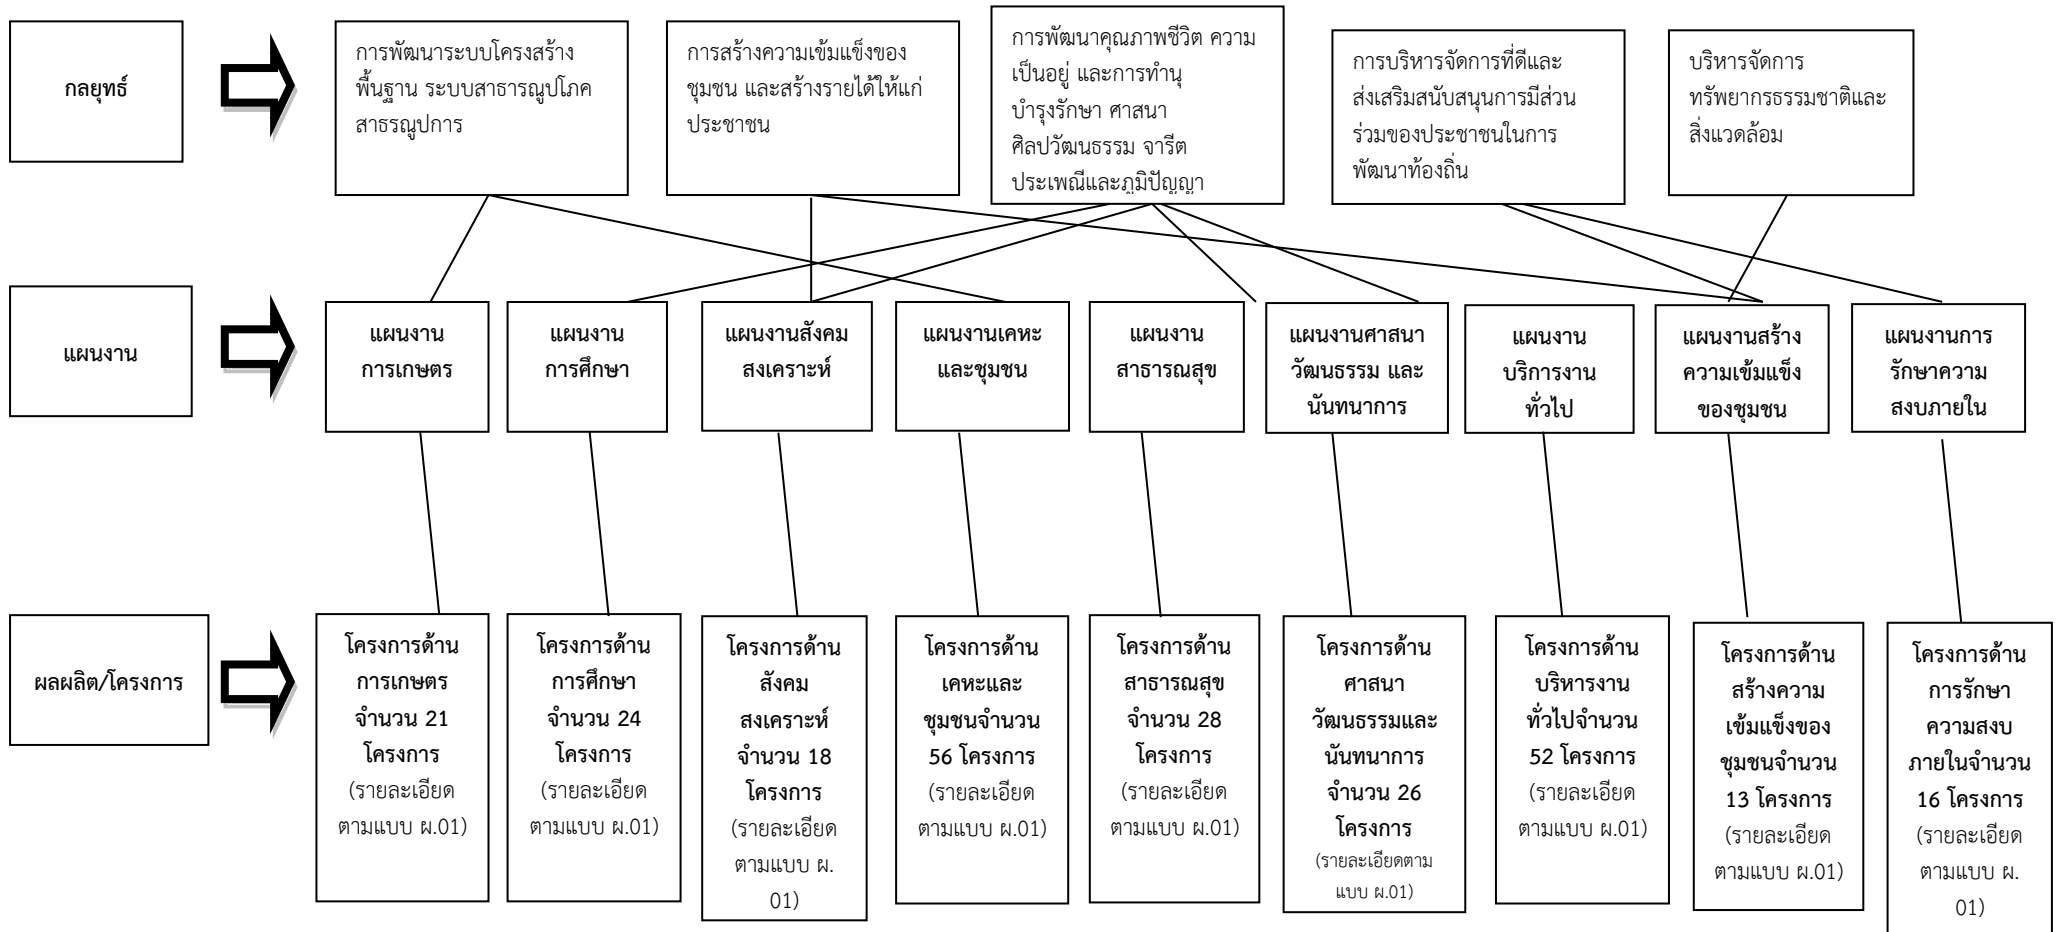 กลยุทธ์
การพัฒนาระบบโครงสร้าง
พื้นฐาน ระบบสาธารณูปโภค
สาธรณูปการ
การสร้างความเข้มแข็งของ
ชุมชน และสร้างรายได้ให้แก่
ประชาชน
การพัฒนาคุณภาพชีวิต ความ
เป็นอยู่ และการทำนุ
บำรุงรักษา ศาสนา
ศิลปวัฒนธรรม จารีต
ประเพณีและภูมิปัญญา
การบริหารจัดการที่ดีและ
ส่งเสริมสนับสนุนการมีส่วน
ร่วมของประชาชนในการ
พัฒนาท้องถิ่น
บริหารจัดการ
ทรัพยากรธรรมชาติและ
สิ่งแวดล้อม
แผนงาน
แผนงาน
การเกษตร
แผนงาน
การศึกษา
แผนงานสังคม
สงเคราะห์
แผนงานเคหะ
และชุมชน
แผนงาน
สาธารณสุข
แผนงานศาสนา
วัฒนธรรม และ
นันทนาการ
แผนงาน
บริการงาน
ทั่วไป
แผนงานสร้าง
ความเข้มแข็ง
ของชุมชน
แผนงานการ
รักษาความ
สงบภายใน
ผลผลิต/โครงการ
โครงการด้าน
การเกษตร
จำนวน 21
โครงการ
(รายละเอียด
ตามแบบ ผ.01)
โครงการด้าน
การศึกษา
จำนวน 24
โครงการ
(รายละเอียด
ตามแบบ ผ.01)
โครงการด้าน
สังคม
สงเคราะห์
จำนวน 18
โครงการ
(รายละเอียด
ตามแบบ ผ.
01)
โครงการด้าน
เคหะและ
ชุมชนจำนวน
56 โครงการ
(รายละเอียด
ตามแบบ ผ.01)
โครงการด้าน
สาธารณสุข
จำนวน 28
โครงการ
(รายละเอียด
ตามแบบ ผ.01)
โครงการด้าน
ศาสนา
วัฒนธรรมและ
นันทนาการ
จำนวน 26
โครงการ
(รายละเอียดตาม
แบบ ผ.01)
โครงการด้าน
บริหารงาน
ทั่วไปจำนวน
52 โครงการ
(รายละเอียด
ตามแบบ ผ.01)
โครงการด้าน
สร้างความ
เข้มแข็งของ
ชุมชนจำนวน
13 โครงการ
(รายละเอียด
ตามแบบ ผ.01)
โครงการด้าน
การรักษา
ความสงบ
ภายในจำนวน
16 โครงการ
(รายละเอียด
ตามแบบ ผ.
01)